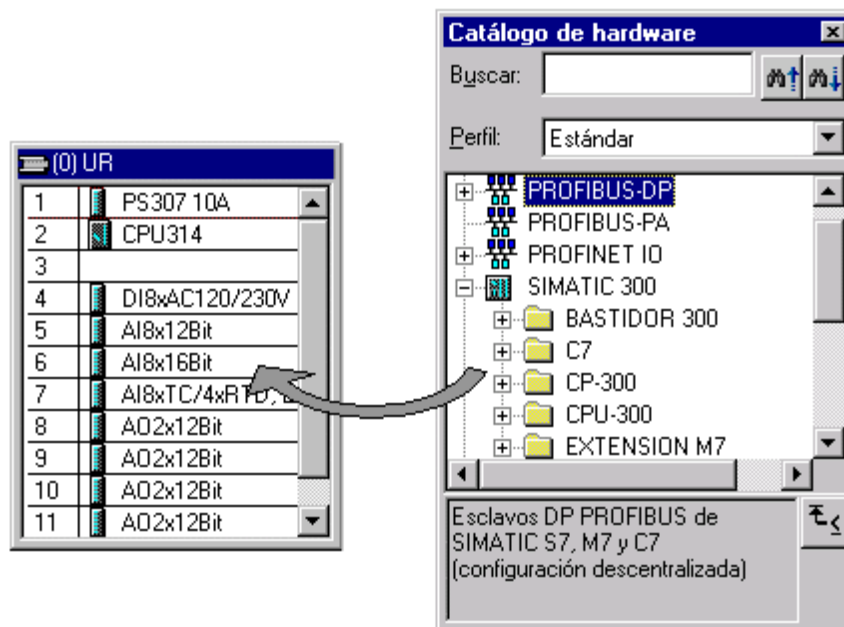 (0) UR
1 PS307 10A
2 CPU314
3
4 DI8xAC120/230V
5 AI8x12Bit
6 AI8x16Bit
7 AI8xTC/4xRTD,
8 AO2x12Bit
9 AO2x12Bit
10 AO2x12Bit
11 AO2x12Bit
Catálogo de hardware
Buscar:
Perfil: Estándar
PROFIBUS-DP
PROFIBUS-PA
PROFINET IO
SIMATIC 300
BASTIDOR 300
C7
CP-300
CPU-300
EXTENSION M7
Esclavos DP PROFIBUS de
SIMATIC S7, M7 y C7
(configuración descentralizada)